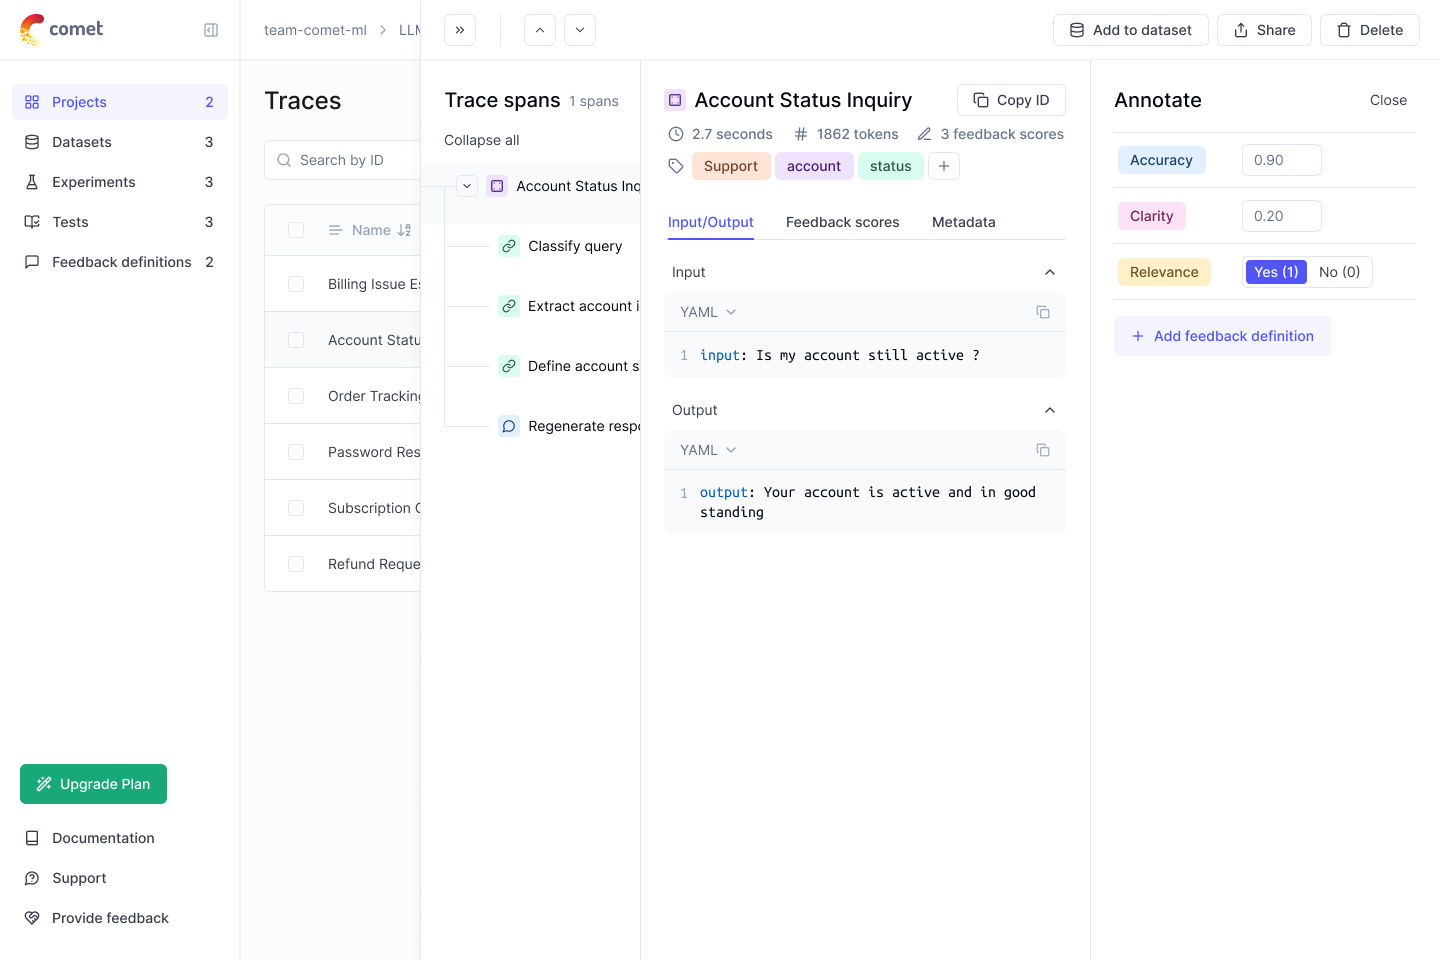 comet
Projects 2
Datasets 3
Experiments 3
Tests 3
Feedback definitions 2
Upgrade Plan
Documentation
Support
Provide feedback
team-comet-ml > LLM
Traces
Search by ID
Name
Billing Issue Es
Account Statu
Order Tracking
Password Res
Subscription C
Refund Reque
Add to dataset
Share
Delete
Trace spans 1 spans
Collapse all
Account Status Inq
Classify query
Extract account i
Define account s
Regenerate respo
Account Status Inquiry
Copy ID
2.7 seconds 1862 tokens 3 feedback scores
Support account status +
Input/Output Feedback scores Metadata
Input
YAML
1 input: Is my account still active ?
Output
YAML
1 output: Your account is active and in good
standing
Annotate Close
Accuracy 0.90
Clarity 0.20
Relevance Yes (1) No (0)
+ Add feedback definition